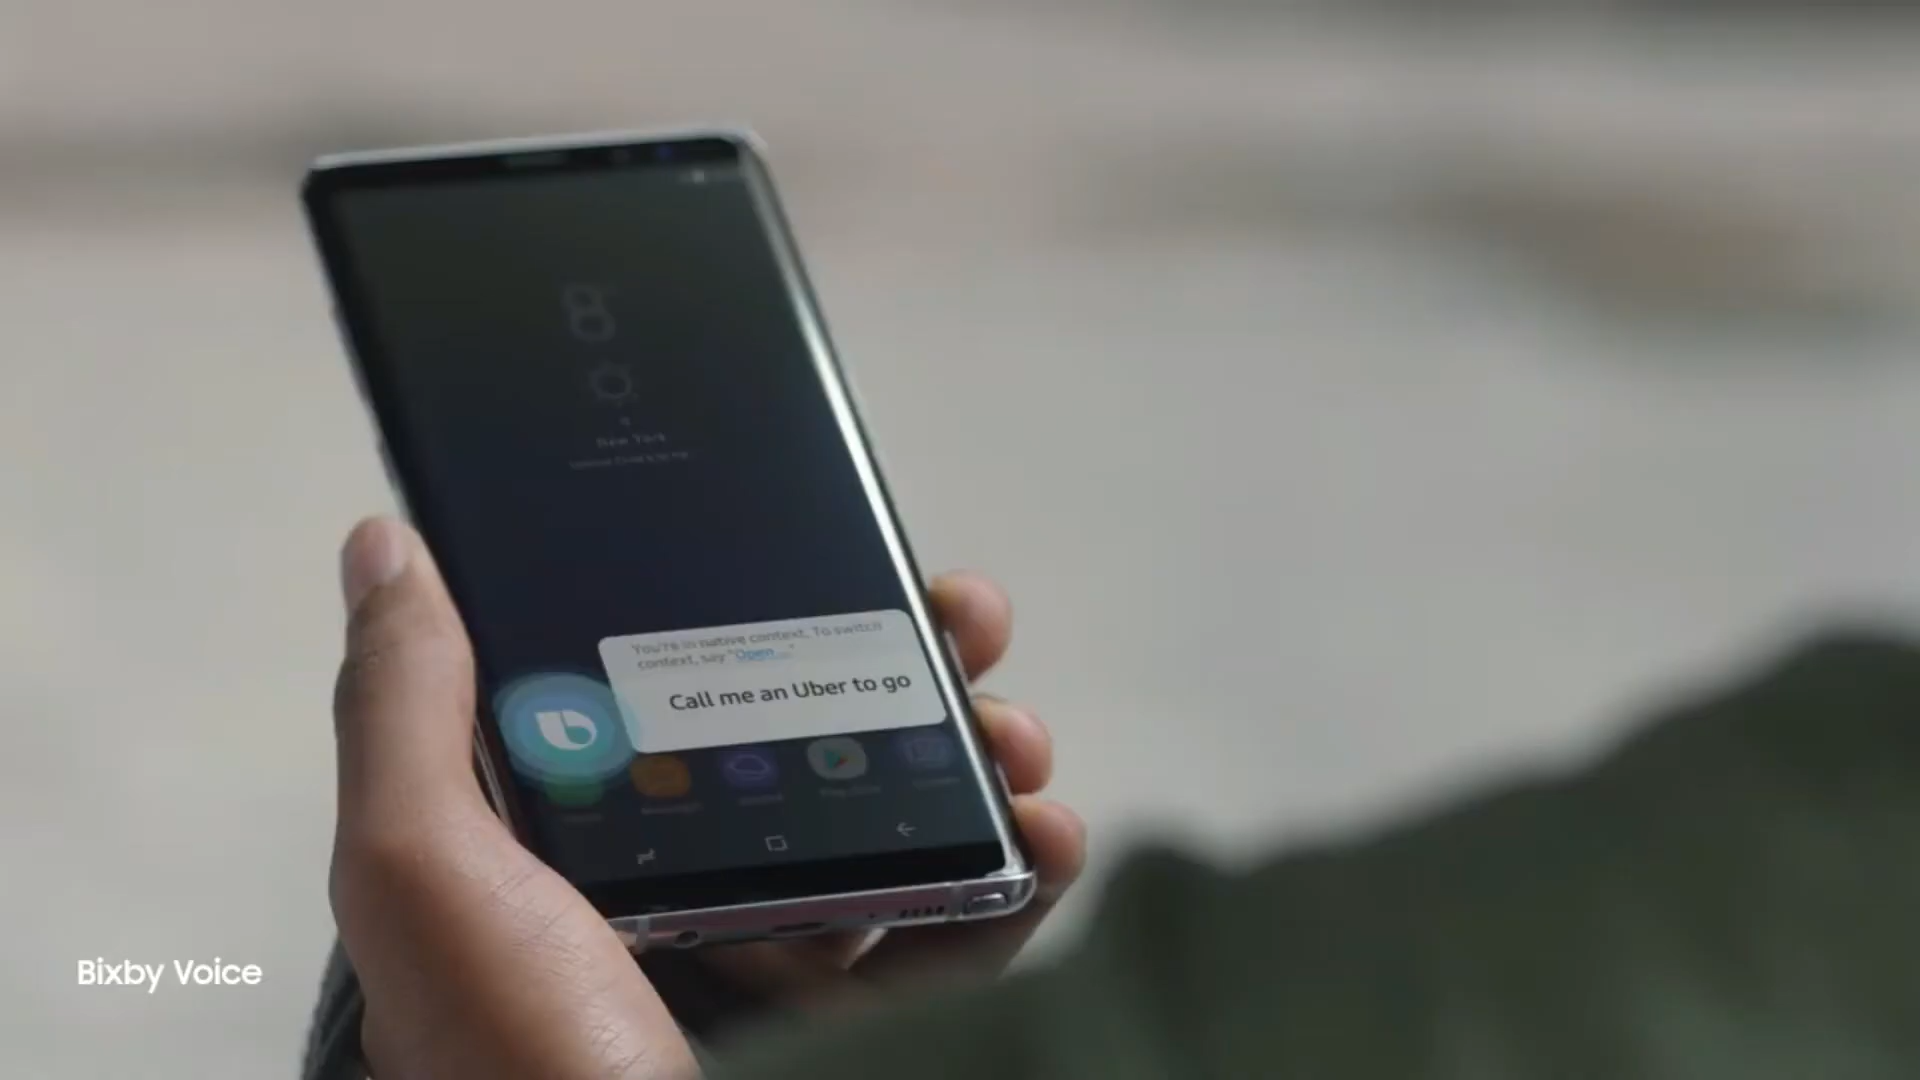 New York
You're in native context. To switch
context, say "Open ..."
Call me an Uber to go
Bixby Voice